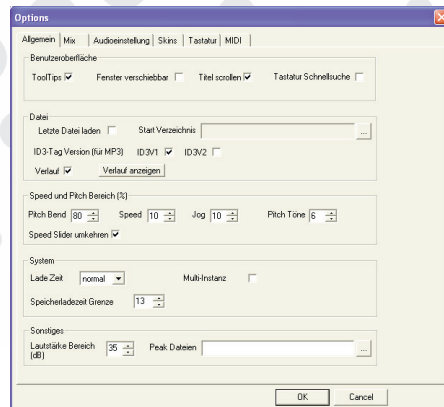 Options
Allgemein Mix Audioeinstellung Skins Tastatur MIDI
Benutzeroberfläche
ToolTips Fenster verschiebbar Titel scrollen Tastatur Schnellsuche
Datei
Letzte Datei laden Start Verzeichnis ...
ID3-Tag Version (für MP3) ID3V1 ID3V2
Verlauf Verlauf anzeigen
Speed und Pitch Bereich (%)
Pitch Bend 80 Speed 10 Jog 10 Pitch Töne 6
Speed Slider umkehren
System
Lade Zeit normal Multi-Instanz
Speicherladezeit Grenze 13
Sonstiges
Lautstärke Bereich (dB) 35 Peak Dateien ...
OK Cancel